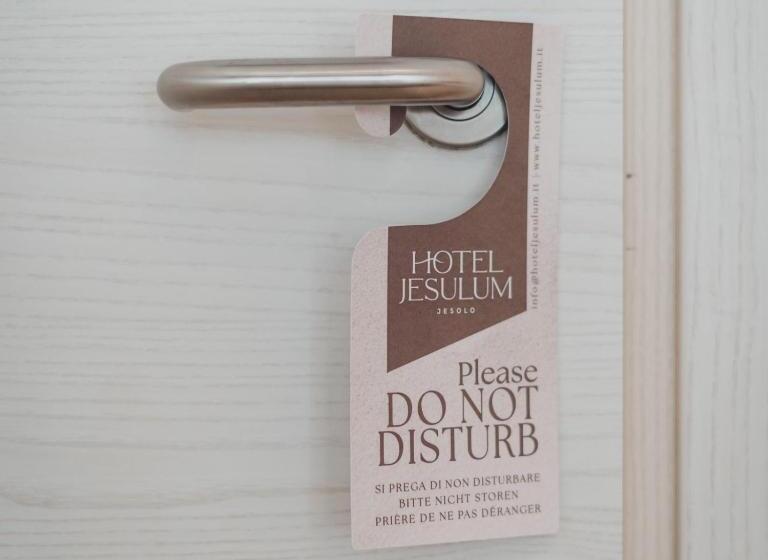 HOTEL
JESULUM
JESOLO
info@hoteljesulum.it | www.hoteljesulum.it
Please
DO NOT
DISTURB
SI PREGA DI NON DISTURBARE
BITTE NICHT STOREN
PRIÈRE DE NE PAS DÉRANGER